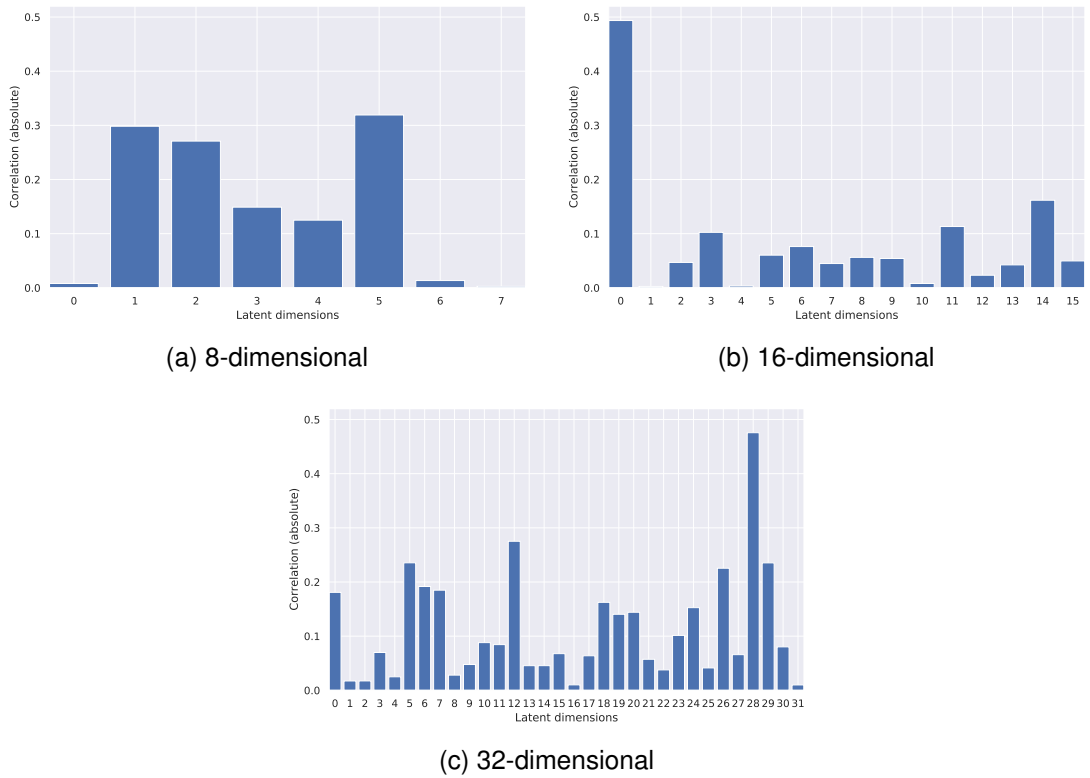 0.5
0.4
0.3
0.2
0.1
0.0
Correlation (absolute)
0 1 2 3 4 5 6 7
Latent dimensions
(a) 8-dimensional
0.5
0.4
0.3
0.2
0.1
0.0
Correlation (absolute)
0 1 2 3 4 5 6 7 8 9 10 11 12 13 14 15
Latent dimensions
(b) 16-dimensional
0.5
0.4
0.3
0.2
0.1
0.0
Correlation (absolute)
0 1 2 3 4 5 6 7 8 9 10 11 12 13 14 15 16 17 18 19 20 21 22 23 24 25 26 27 28 29 30 31
Latent dimensions
(c) 32-dimensional